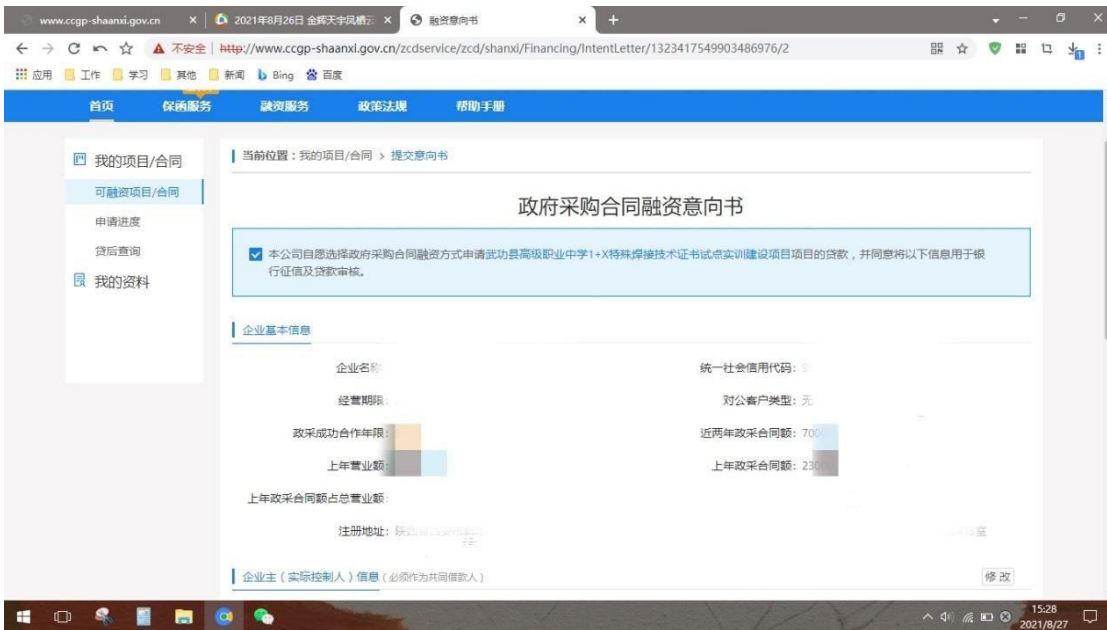 www.ccgp-shaanxi.gov.cn
2021年8月26日 金辉天宇凤栖云
融资意向书
不安全 http://www.ccgp-shaanxi.gov.cn/zcdservice/zcd/shanxi/Financing/IntentLetter/1323417549903486976/2
应用 工作 学习 其他 新闻 Bing 百度
首页 保函服务 融资服务 政策法规 帮助手册
我的项目/合同
可融资项目/合同
申请进度
贷后查询
我的资料
当前位置：我的项目/合同 > 提交意向书
政府采购合同融资意向书
本公司自愿选择政府采购合同融资方式申请武功县高级职业中学1+X特殊焊接技术证书试点实训建设项目项目的贷款，并同意将以下信息用于银
行征信及贷款审核。
企业基本信息
企业名称 统一社会信用代码: 9
经营期限: 对公客户类型: 无
政采成功合作年限: 近两年政采合同额: 700
上年营业额: 上年政采合同额: 230
上年政采合同额占总营业额:
注册地址: 陕 室
企业主（实际控制人）信息（必须作为共同借款人） 修改
15:28
2021/8/27